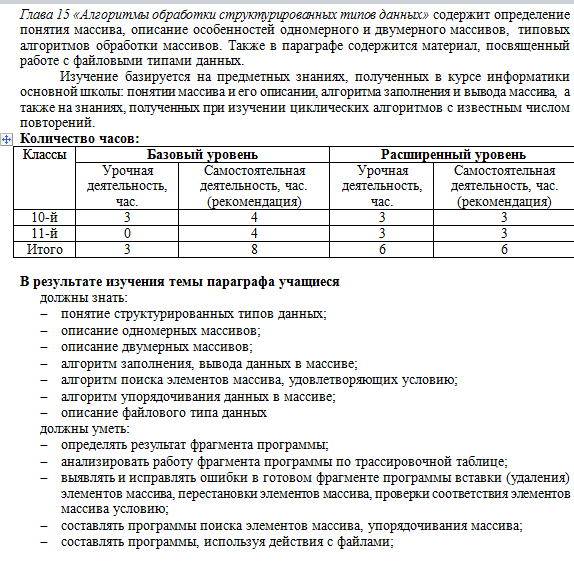 Глава 15 «Алгоритмы обработки структурированных типов данных» содержит определение
понятия массива, описание особенностей одномерного и двумерного массивов, типовых
алгоритмов обработки массивов. Также в параграфе содержится материал, посвященный
работе с файловыми типами данных.
Изучение базируется на предметных знаниях, полученных в курсе информатики
основной школы: понятии массива и его описании, алгоритма заполнения и вывода массива, а
также на знаниях, полученных при изучении циклических алгоритмов с известным числом
повторений.
Количество часов:
Классы Базовый уровень Расширенный уровень
Урочная Самостоятельная Урочная Самостоятельная
деятельность, деятельность, час. деятельность, деятельность, час.
час. (рекомендация) час. (рекомендация)
10-й 3 4 3 3
11-й 0 4 3 3
Итого 3 8 6 6
В результате изучения темы параграфа учащиеся
должны знать:
– понятие структурированных типов данных;
– описание одномерных массивов;
– описание двумерных массивов;
– алгоритм заполнения, вывода данных в массиве;
– алгоритм поиска элементов массива, удовлетворяющих условию;
– алгоритм упорядочивания данных в массиве;
– описание файлового типа данных
должны уметь:
– определять результат фрагмента программы;
– анализировать работу фрагмента программы по трассировочной таблице;
– выявлять и исправлять ошибки в готовом фрагменте программы вставки (удаления)
элементов массива, перестановки элементов массива, проверки соответствия элементов
массива условию;
– составлять программы поиска элементов массива, упорядочивания массива;
– составлять программы, используя действия с файлами;